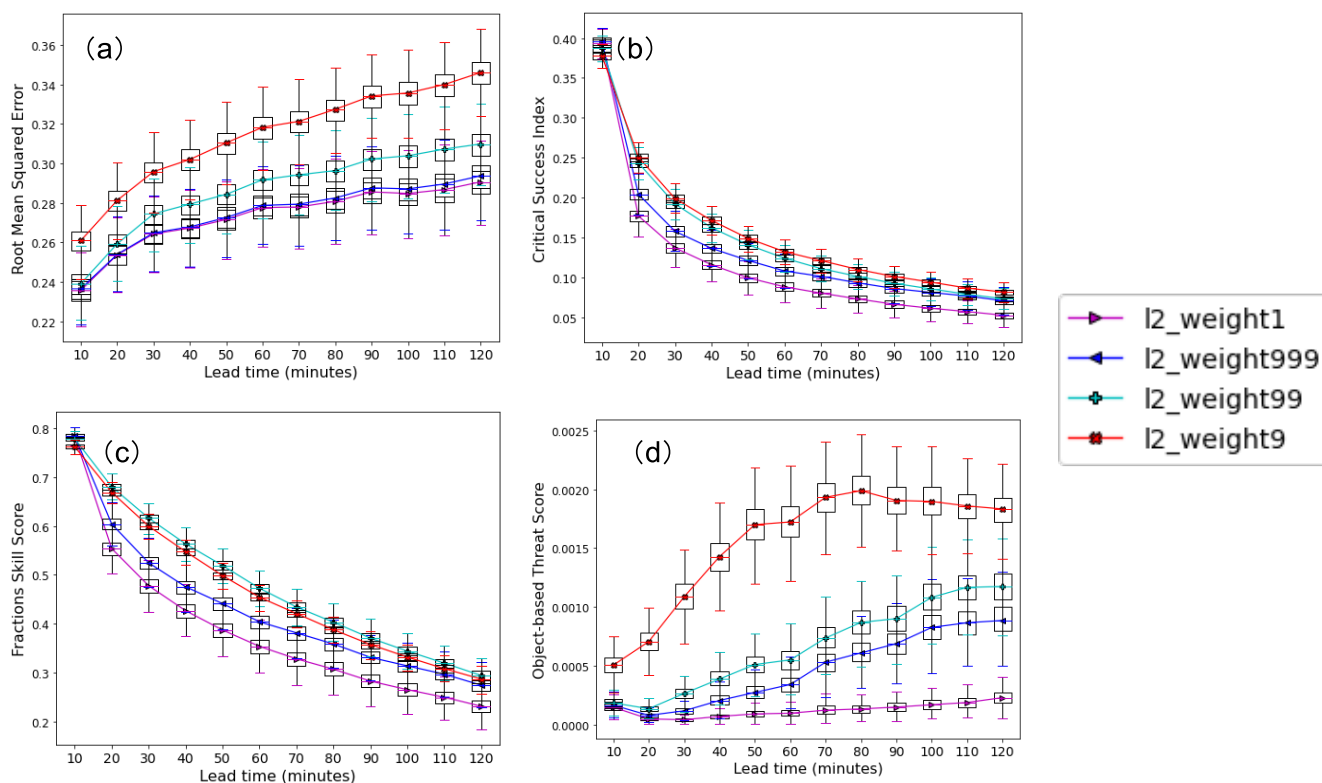 (a)
Root Mean Squared Error
0.36
0.34
0.32
0.30
0.28
0.26
0.24
0.22
10 20 30 40 50 60 70 80 90 100 110 120
Lead time (minutes)
(b)
Critical Success Index
0.40
0.35
0.30
0.25
0.20
0.15
0.10
0.05
10 20 30 40 50 60 70 80 90 100 110 120
Lead time (minutes)
(c)
Fractions Skill Score
0.8
0.7
0.6
0.5
0.4
0.3
0.2
10 20 30 40 50 60 70 80 90 100 110 120
Lead time (minutes)
(d)
Object-based Threat Score
0.0025
0.0020
0.0015
0.0010
0.0005
0.0000
10 20 30 40 50 60 70 80 90 100 110 120
Lead time (minutes)
l2_weight1
l2_weight999
l2_weight99
l2_weight9